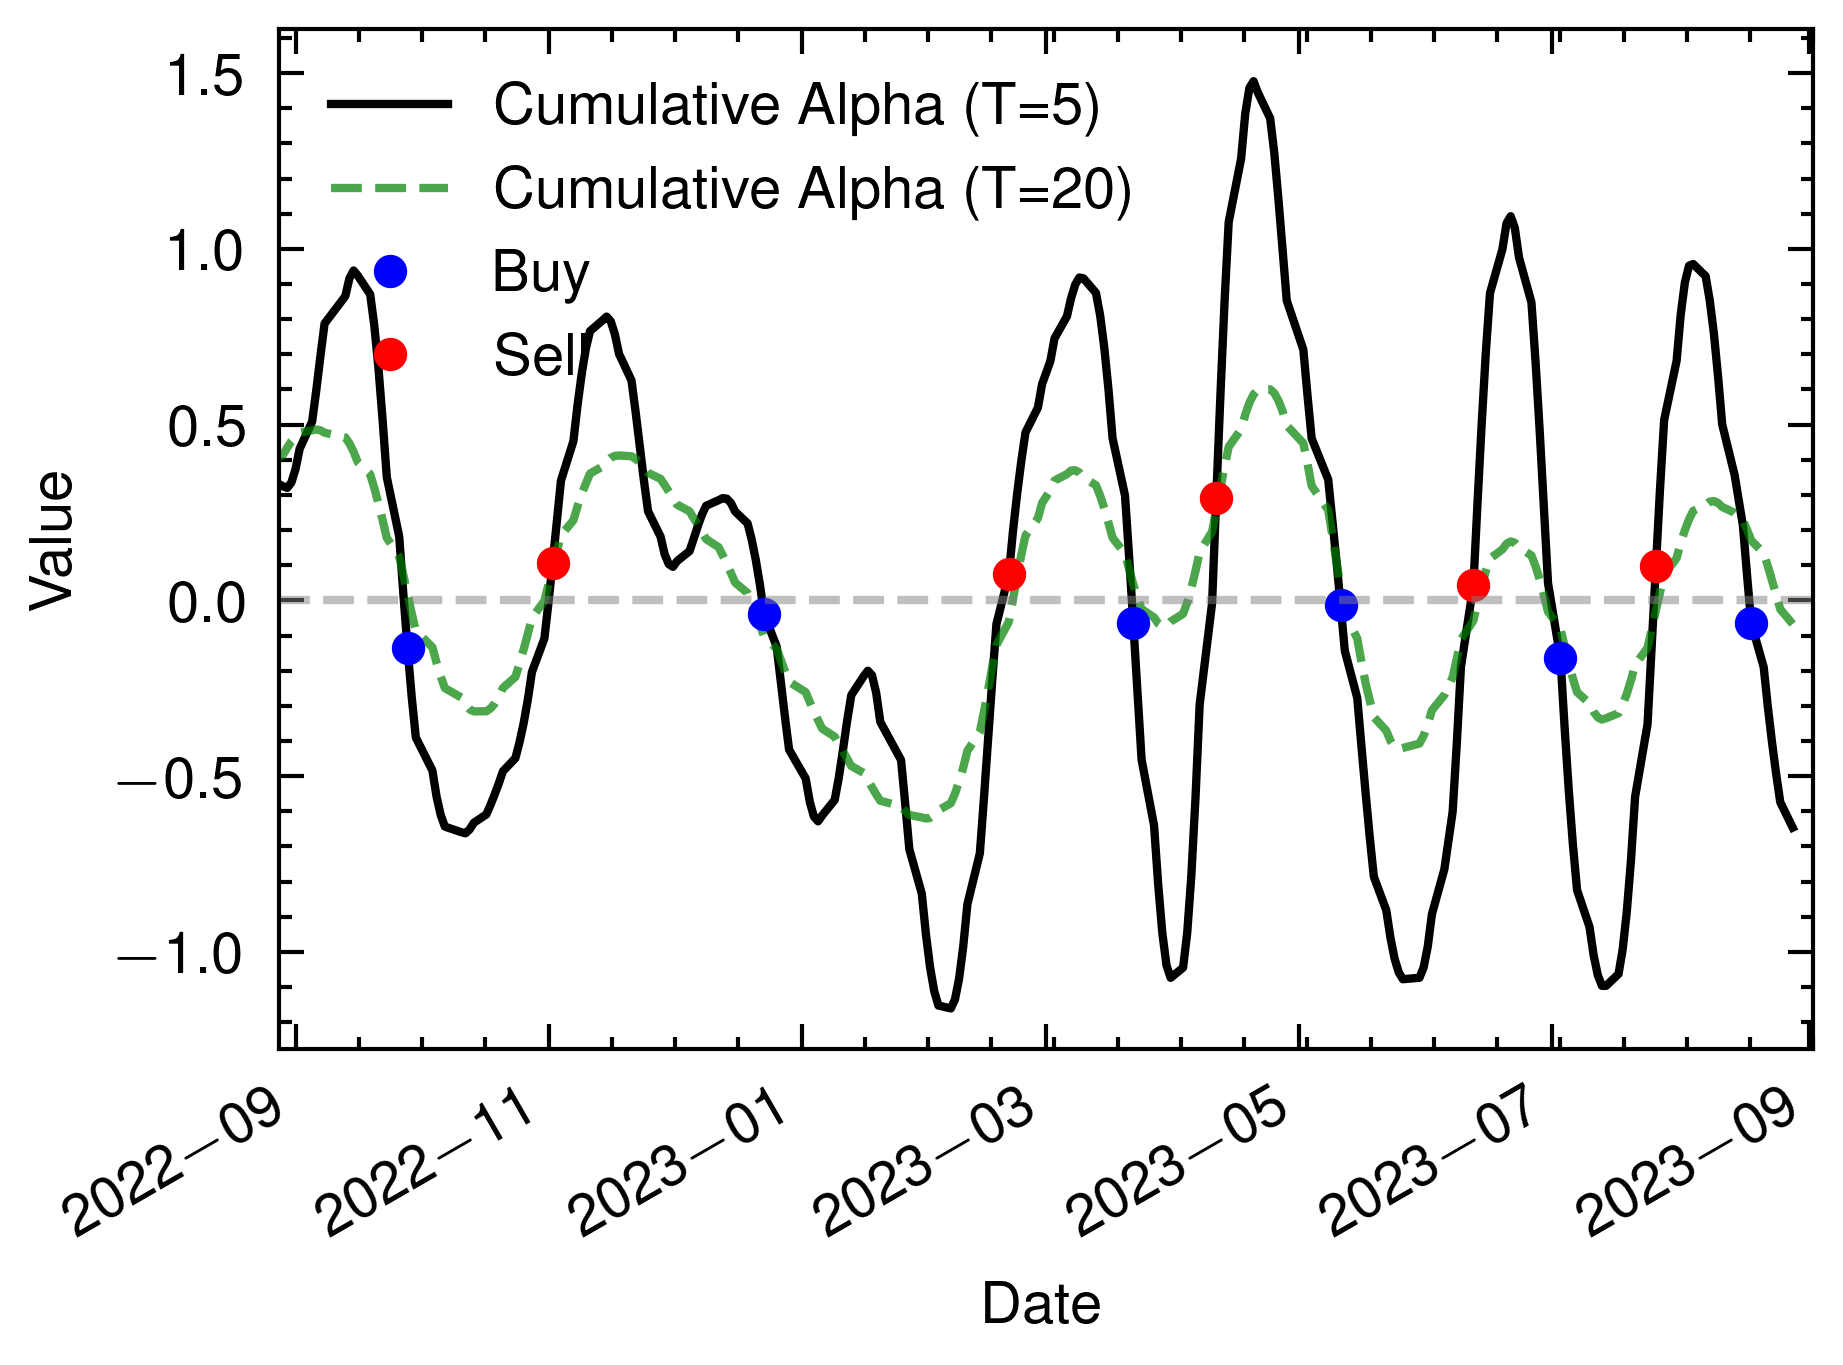 Cumulative Alpha (T=5)
Cumulative Alpha (T=20)
Buy
Sell
Value
1.5
1.0
0.5
0.0
−0.5
−1.0
2022−09
2022−11
2023−01
2023−03
2023−05
2023−07
2023−09
Date